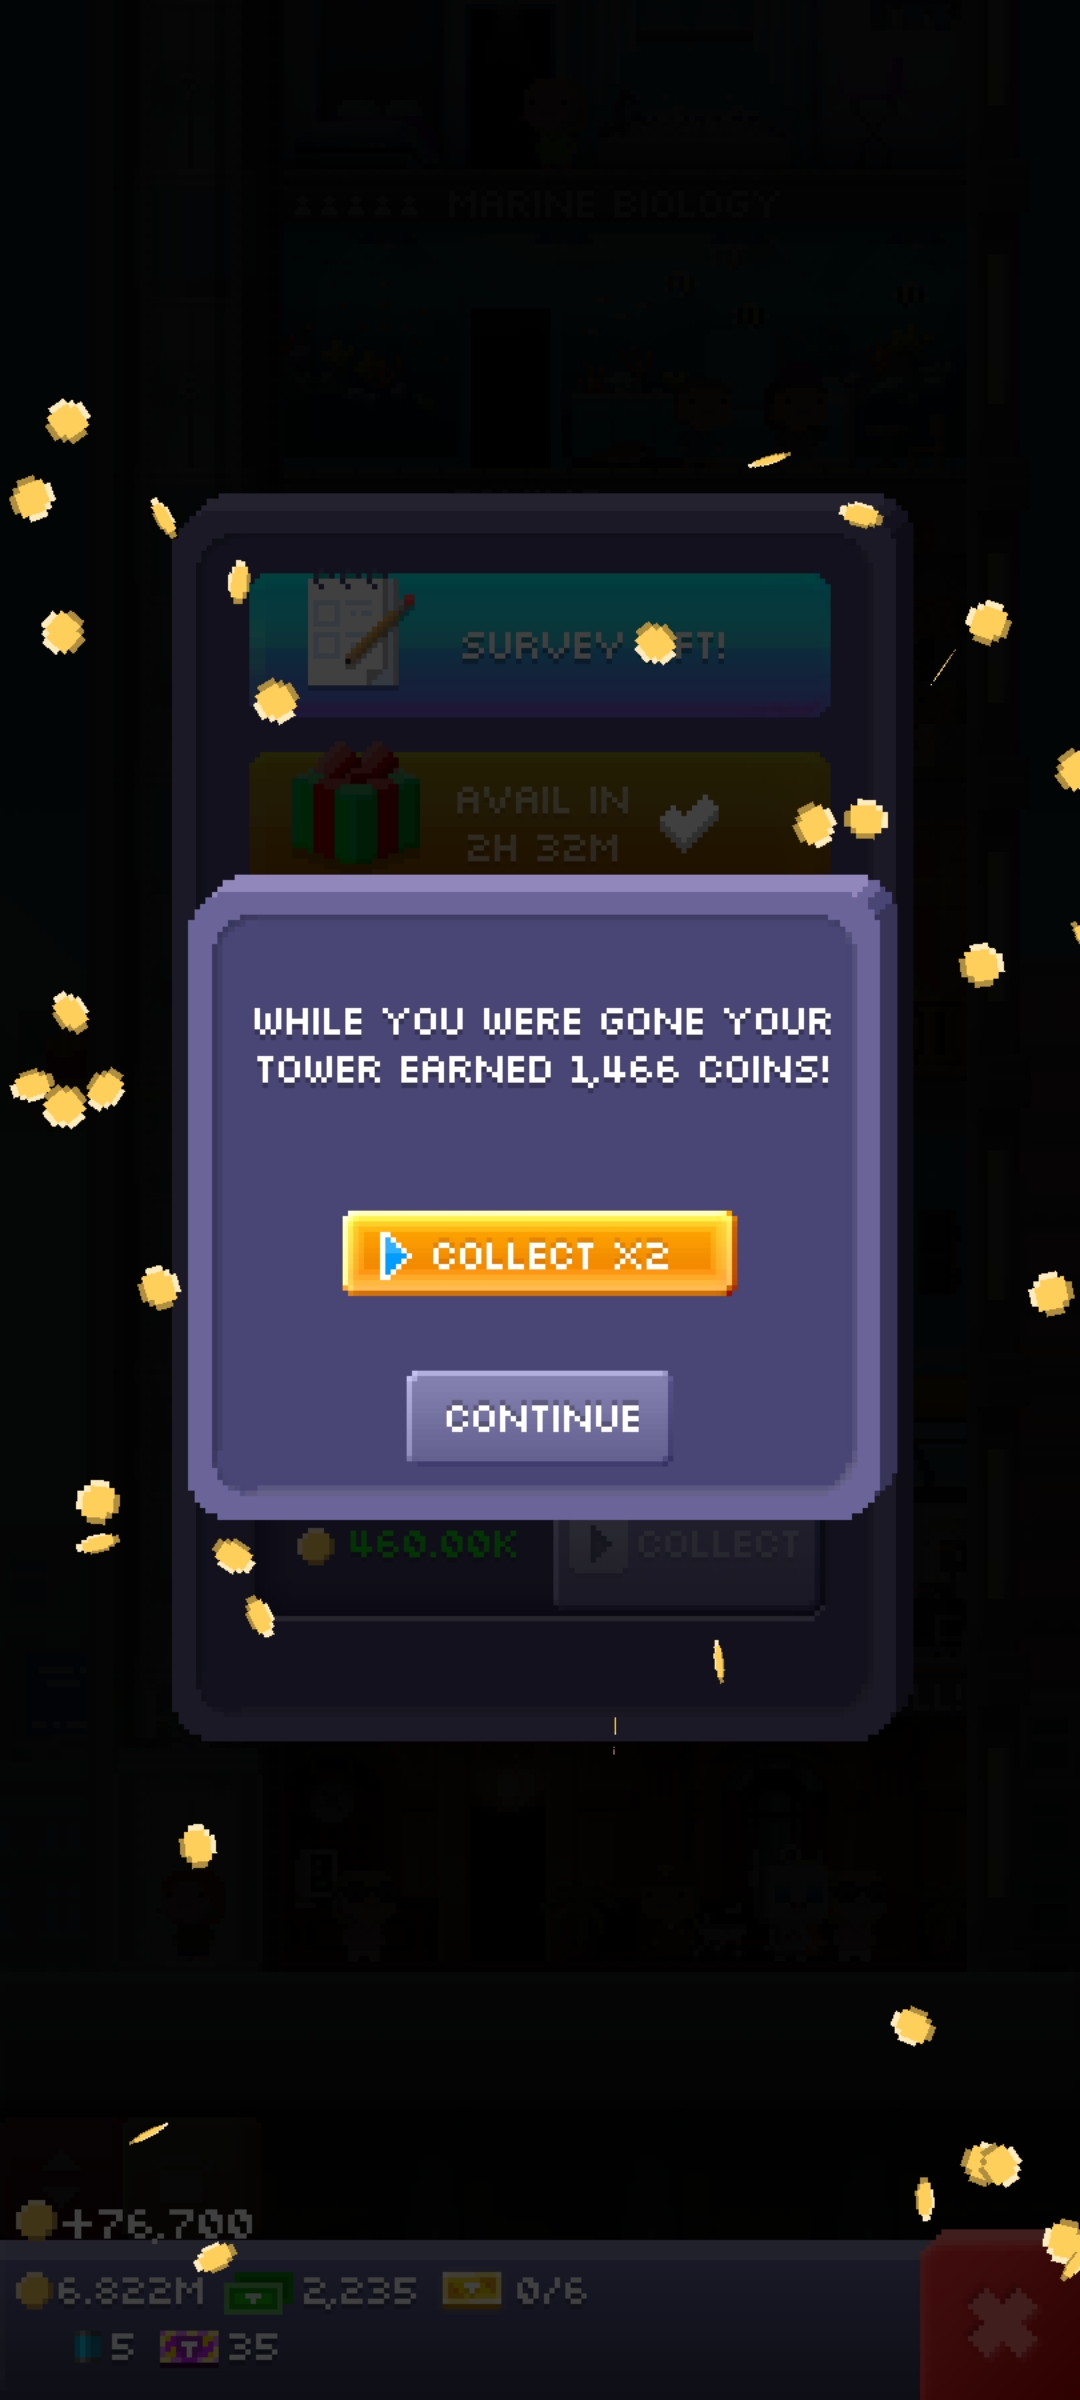 MARINE BIOLOGY
SURVEY
AVAIL IN
2H 32M
WHILE YOU WERE GONE YOUR
TOWER EARNED 1,466 COINS!
COLLECT X2
CONTINUE
460.00K COLLECT
+76,700
6.822M 2,235 0/6
5 35